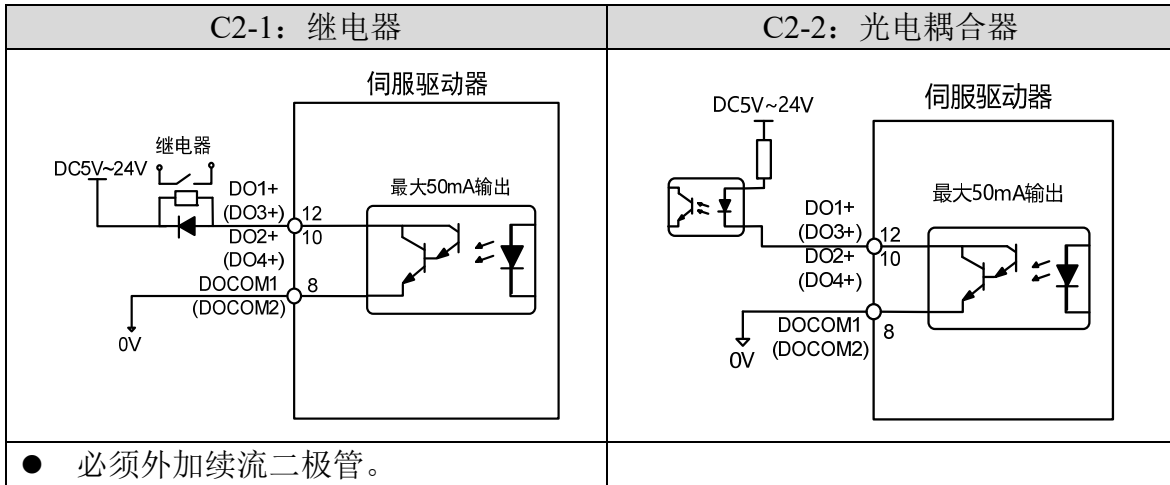 C2-1：继电器
C2-2：光电耦合器
伺服驱动器
继电器
DC5V~24V
最大50mA输出
DO1+
(DO3+)
12
DO2+
10
(DO4+)
DOCOM1
8
(DOCOM2)
0V
伺服驱动器
DC5V~24V
最大50mA输出
DO1+
(DO3+)
12
DO2+
10
(DO4+)
DOCOM1
8
(DOCOM2)
0V
● 必须外加续流二极管。